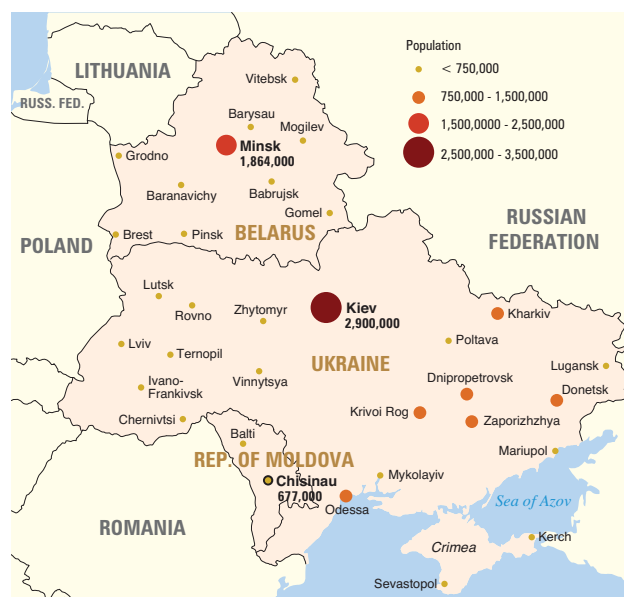 Population
< 750,000
750,000 - 1,500,000
1,500,0000 - 2,500,000
2,500,000 - 3,500,000
LITHUANIA
RUSS. FED.
Vitebsk
Barysau
Mogilev
Minsk
1,864,000
Grodno
Baranavichy
Babrujsk
Gomel
Brest
Pinsk
BELARUS
POLAND
RUSSIAN
FEDERATION
Lutsk
Rovno
Zhytomyr
Kiev
2,900,000
Kharkiv
Poltava
Lviv
Ternopil
UKRAINE
Lugansk
Ivano-
Frankivsk
Vinnytsya
Dnipropetrovsk
Donetsk
Krivoi Rog
Zaporizhzhya
Chernivtsi
Balti
Mariupol
REP. OF MOLDOVA
Chisinau
677,000
Mykolayiv
Odessa
Sea of Azov
ROMANIA
Crimea
Kerch
Sevastopol